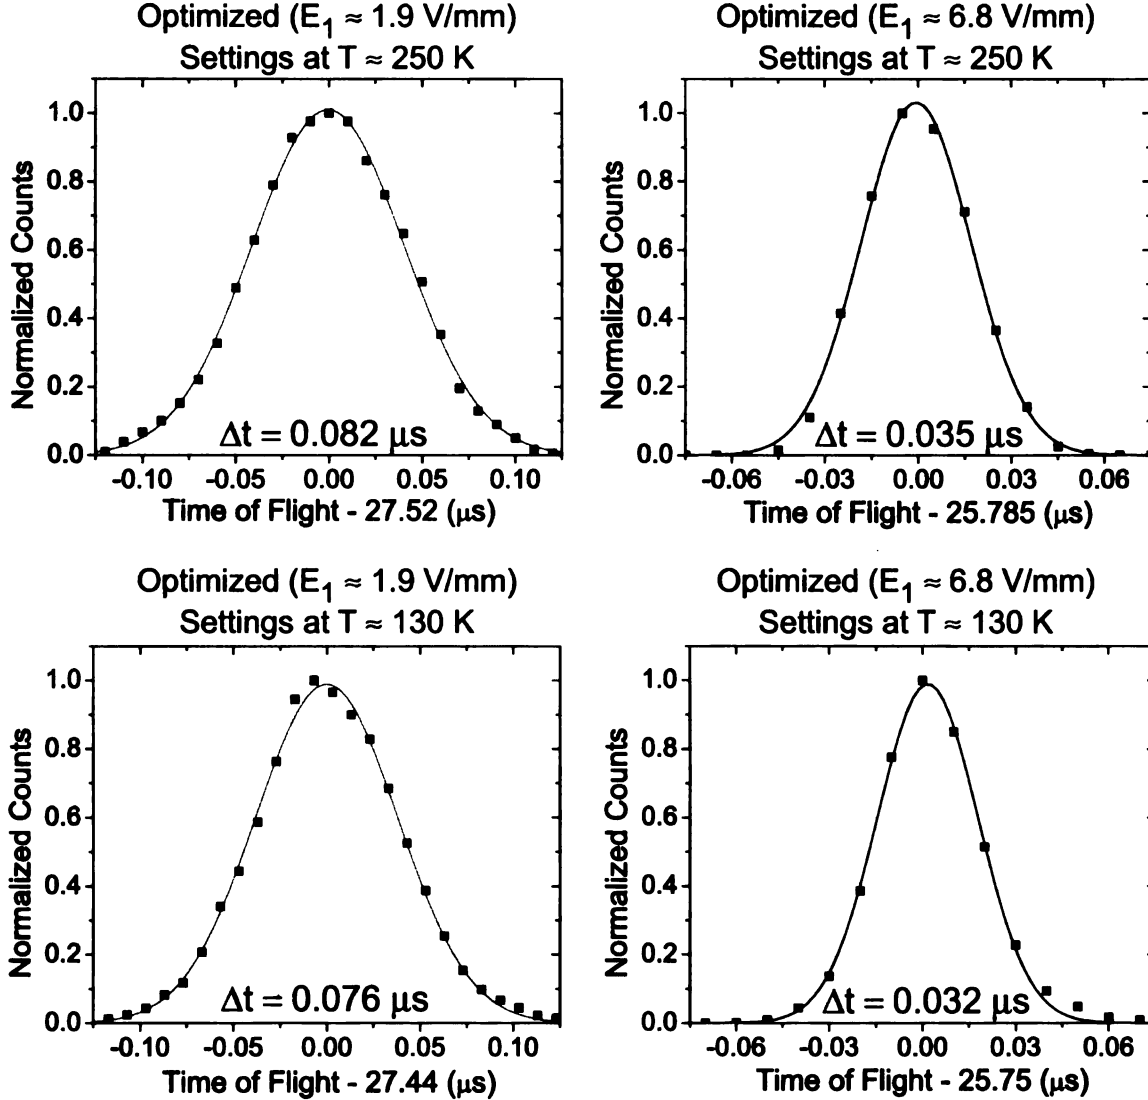 Optimized (E1 ≈ 1.9 V/mm)
Settings at T ≈ 250 K
1.0
0.8
0.6
0.4
0.2
0.0
Normalized Counts
Δt = 0.082 μs
-0.10 -0.05 0.00 0.05 0.10
Time of Flight - 27.52 (μs)
Optimized (E1 ≈ 6.8 V/mm)
Settings at T ≈ 250 K
1.0
0.8
0.6
0.4
0.2
0.0
Normalized Counts
Δt = 0.035 μs
-0.06 -0.03 0.00 0.03 0.06
Time of Flight - 25.785 (μs)
Optimized (E1 ≈ 1.9 V/mm)
Settings at T ≈ 130 K
1.0
0.8
0.6
0.4
0.2
0.0
Normalized Counts
Δt = 0.076 μs
-0.10 -0.05 0.00 0.05 0.10
Time of Flight - 27.44 (μs)
Optimized (E1 ≈ 6.8 V/mm)
Settings at T ≈ 130 K
1.0
0.8
0.6
0.4
0.2
0.0
Normalized Counts
Δt = 0.032 μs
-0.06 -0.03 0.00 0.03 0.06
Time of Flight - 25.75 (μs)